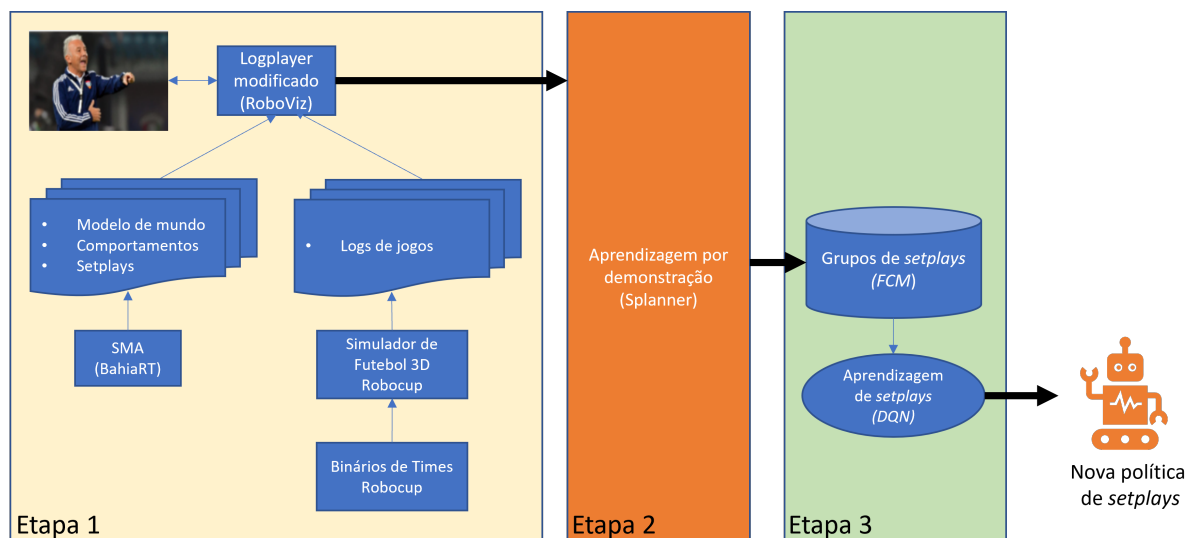 Logplayer
modificado
(RoboViz)
• Modelo de mundo
• Comportamentos
• Setplays
• Logs de jogos
SMA
(BahiaRT)
Simulador de
Futebol 3D
Robocup
Binários de Times
Robocup
Etapa 1
Aprendizagem por
demonstração
(Splanner)
Etapa 2
Grupos de setplays
(FCM)
Aprendizagem
de setplays
(DQN)
Etapa 3
Nova política
de setplays